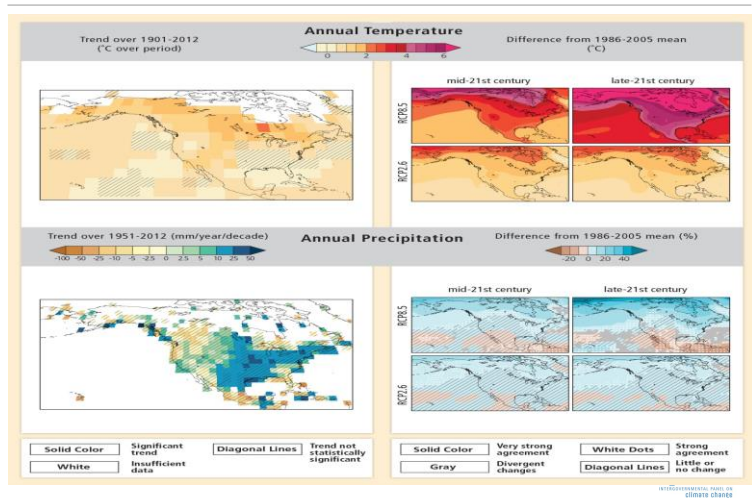 Annual Temperature
Trend over 1901-2012
(˚C over period)
0 2 4 6
Difference from 1986-2005 mean
(˚C)
mid-21st century
late-21st century
RCP8.5
RCP2.6
Trend over 1951-2012 (mm/year/decade)
-100 -50 -25 -10 -5 -2.5 0 2.5 5 10 25 50
Annual Precipitation
Difference from 1986-2005 mean (%)
-20 0 20 40
mid-21st century
late-21st century
RCP8.5
RCP2.6
Solid Color
Significant
trend
Diagonal Lines
Trend not
statistically
significant
White
Insufficient
data
Solid Color
Very strong
agreement
White Dots
Strong
agreement
Gray
Divergent
changes
Diagonal Lines
Little or
no change
INTERGOVERNMENTAL PANEL ON
climate change